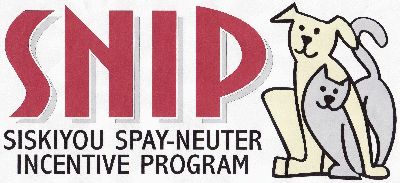 SNIP
SISKIYOU SPAY-NEUTER
INCENTIVE PROGRAM